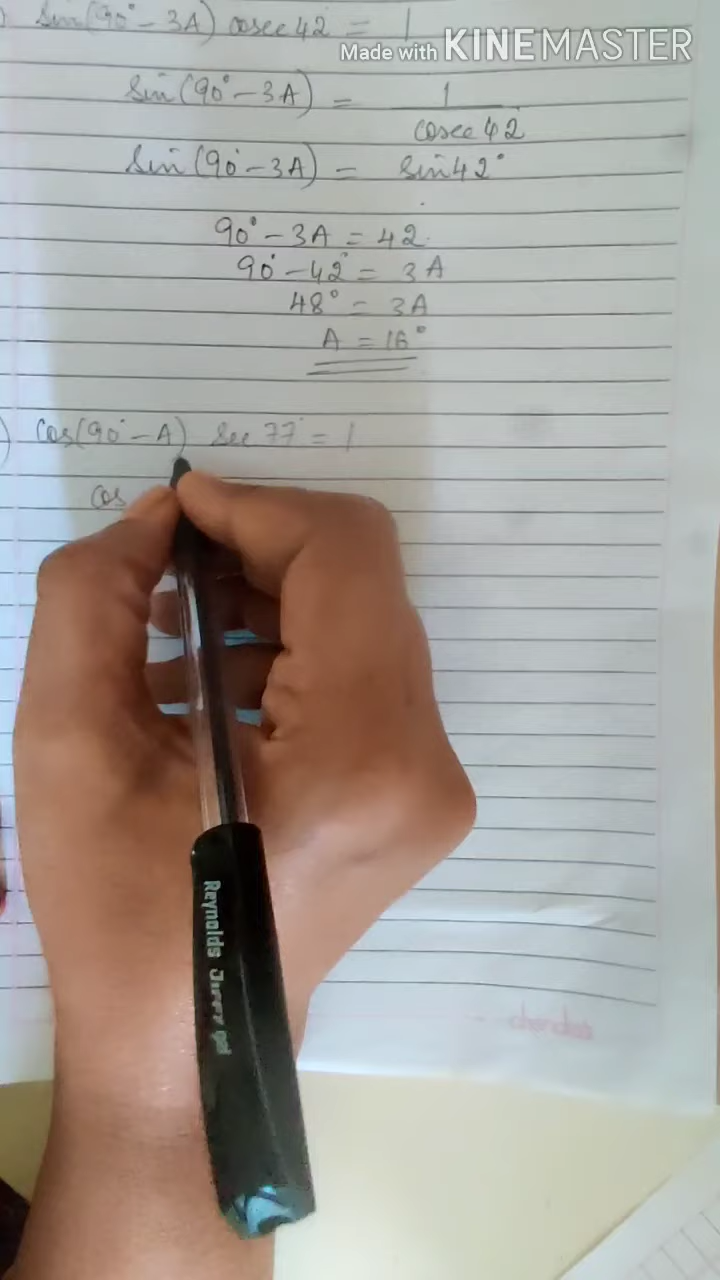 Sin(90° - 3A) cosec 42 = 1
Made with KINEMASTER
Sin(90° - 3A) = 1
cosec 42
Sin(90° - 3A) = Sin 42°
90° - 3A = 42
90° - 42° = 3A
48° = 3A
A = 16°
Cos(90° - A) Sec 77° = 1
Cos
Reynolds gel